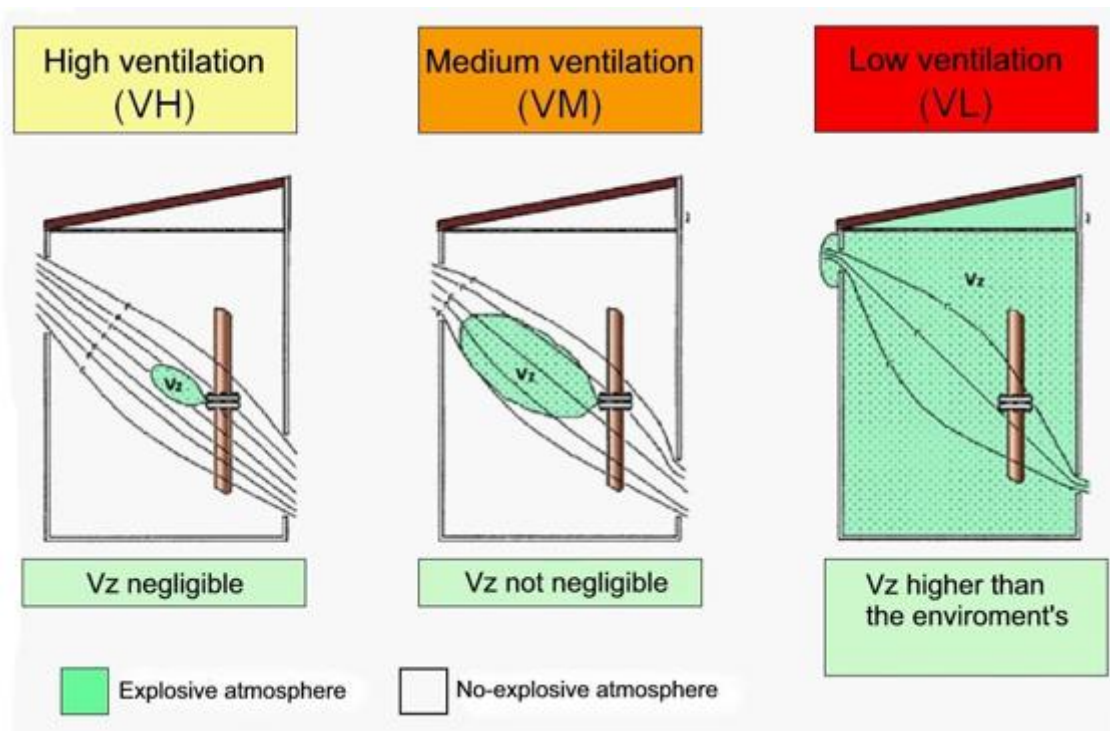 High ventilation
(VH)
Medium ventilation
(VM)
Low ventilation
(VL)
Vz
Vz
Vz
Vz negligible
Vz not negligible
Vz higher than
the enviroment's
Explosive atmosphere
No-explosive atmosphere